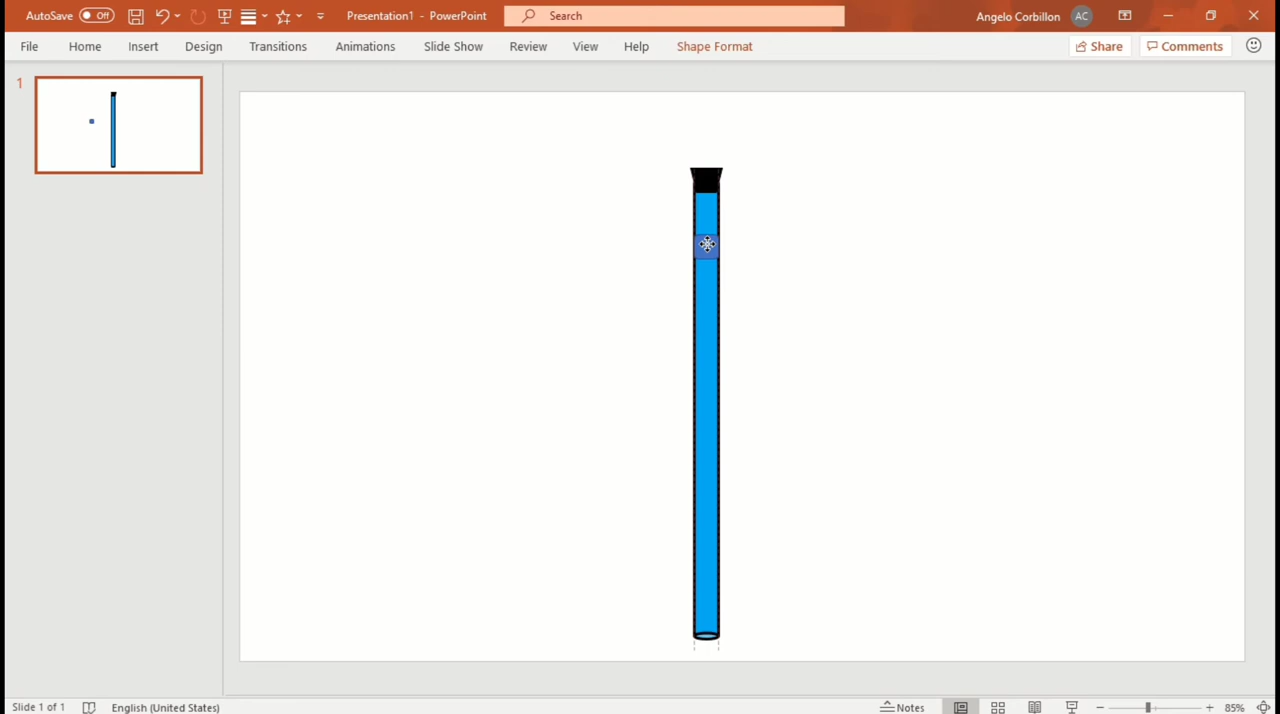 AutoSave Off Presentation1 - PowerPoint Search Angelo Corbillon AC
File Home Insert Design Transitions Animations Slide Show Review View Help Shape Format Share Comments
1
Slide 1 of 1 English (United States) Notes 85%